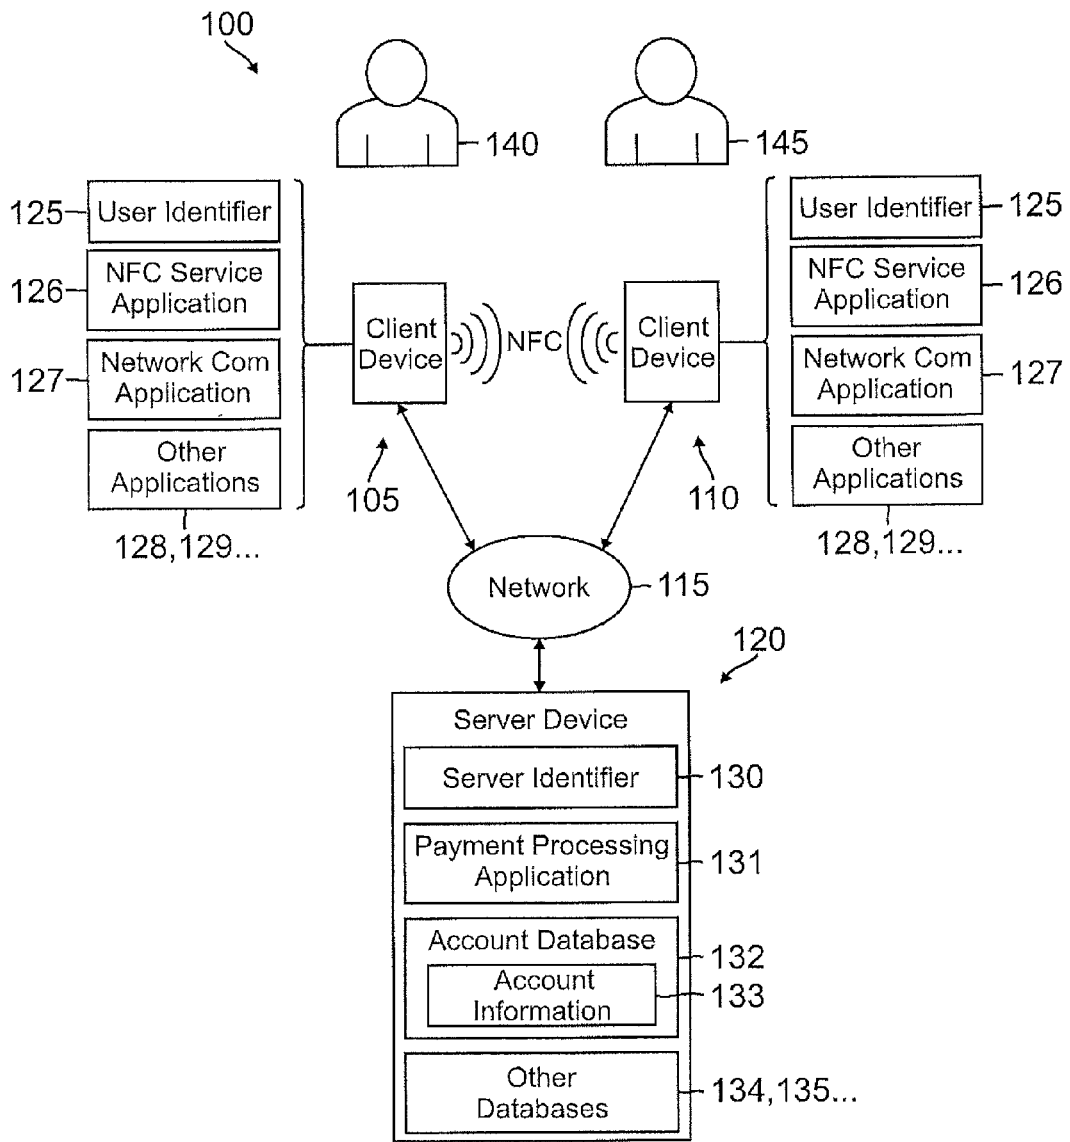 100
140
145
125
User Identifier
User Identifier
125
126
NFC Service
Application
NFC Service
Application
126
Client
Device
NFC
Client
Device
127
Network Com
Application
Network Com
Application
127
Other
Applications
Other
Applications
105
110
128,129...
128,129...
Network
115
120
Server Device
Server Identifier
130
Payment Processing
Application
131
Account Database
132
Account
Information
133
Other
Databases
134,135...